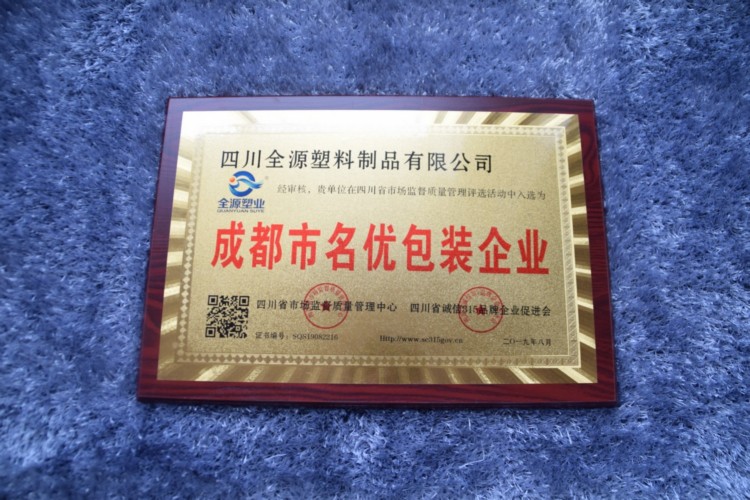 四川全源塑料制品有限公司
全源塑业
QUANYUAN SUYE
经审核，贵单位在四川省市场监督质量管理评选活动中入选为
成都市名优包装企业
四川省市场监督质量管理中心 四川省诚信315品牌企业促进会
证书编号：SQS19082216 Http://www.sc315gov.cn 二〇一九年八月